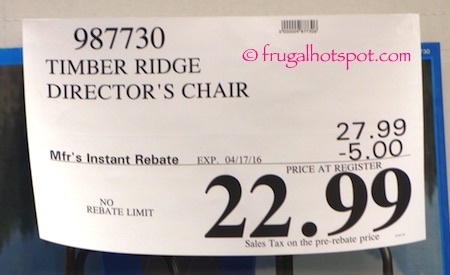 987730
© frugalhotspot.com
TIMBER RIDGE
DIRECTOR'S CHAIR
27.99
Mfr's Instant Rebate EXP. 04/17/16 -5.00
PRICE AT REGISTER
NO
REBATE LIMIT
22.99
Sales Tax on the pre-rebate price